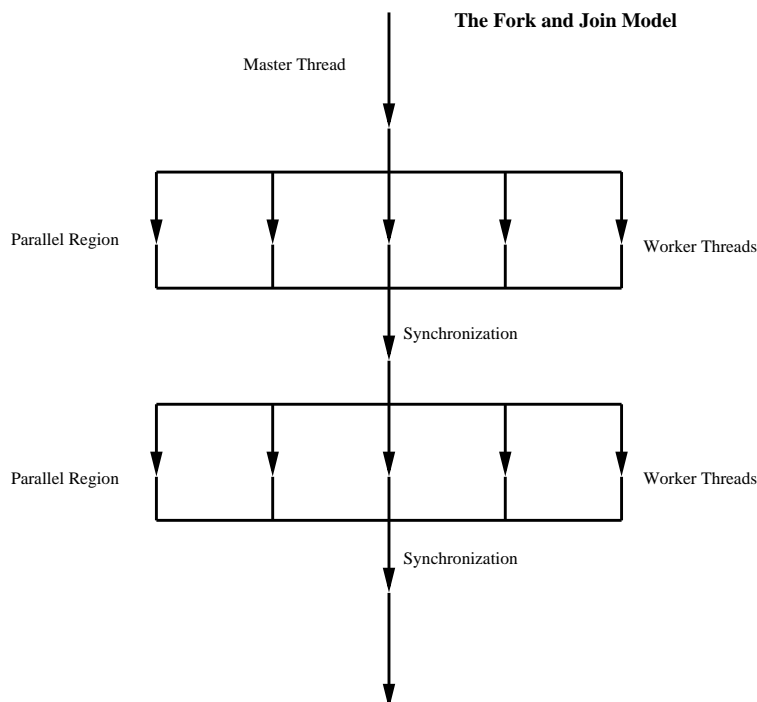 The Fork and Join Model
Master Thread
Parallel Region
Worker Threads
Synchronization
Parallel Region
Worker Threads
Synchronization